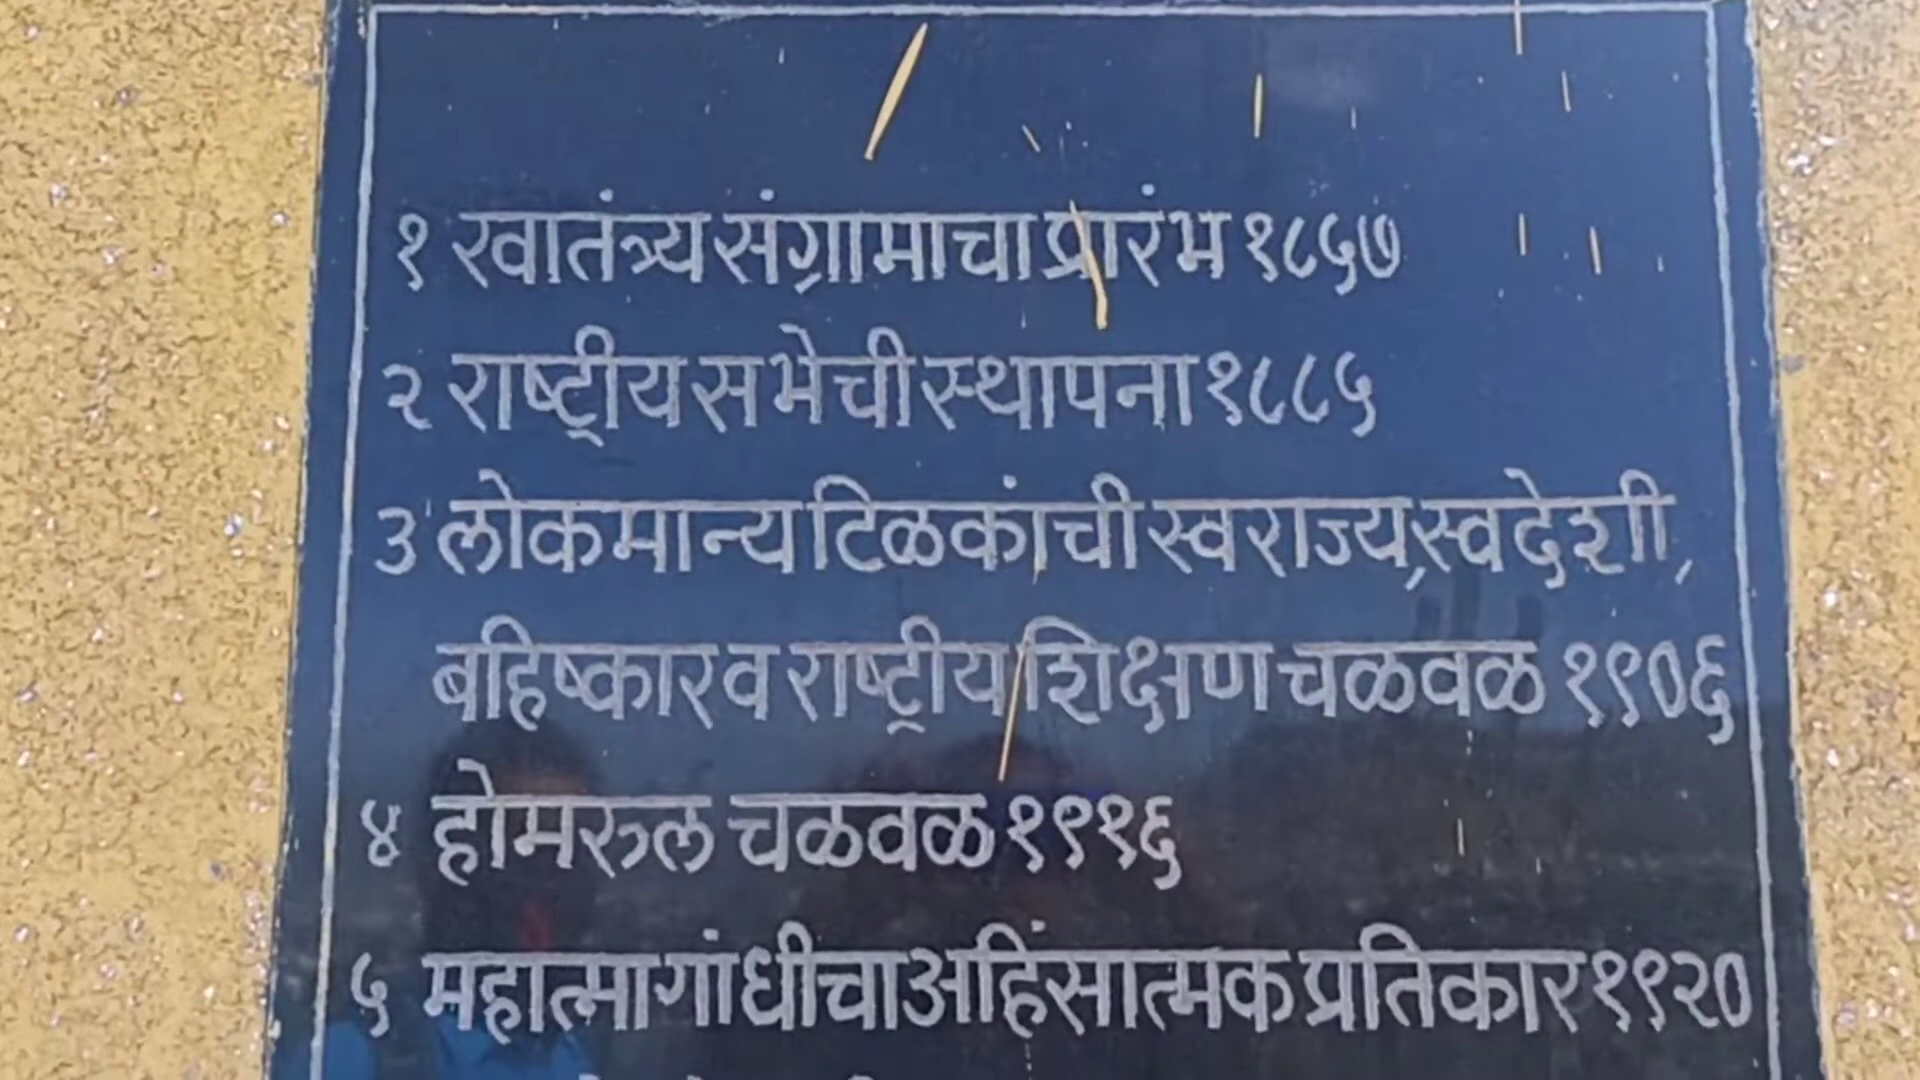 १ स्वातंत्र्य संग्रामाचा प्रारंभ १८५७
२ राष्ट्रीय सभेची स्थापना १८८५
३ लोकमान्य टिळकांची स्वराज्य, स्वदेशी,
बहिष्कार व राष्ट्रीय शिक्षण चळवळ १९०६
४ होमरुल चळवळ १९१६
५ महात्मा गांधीचा अहिंसात्मक प्रतिकार १९२०